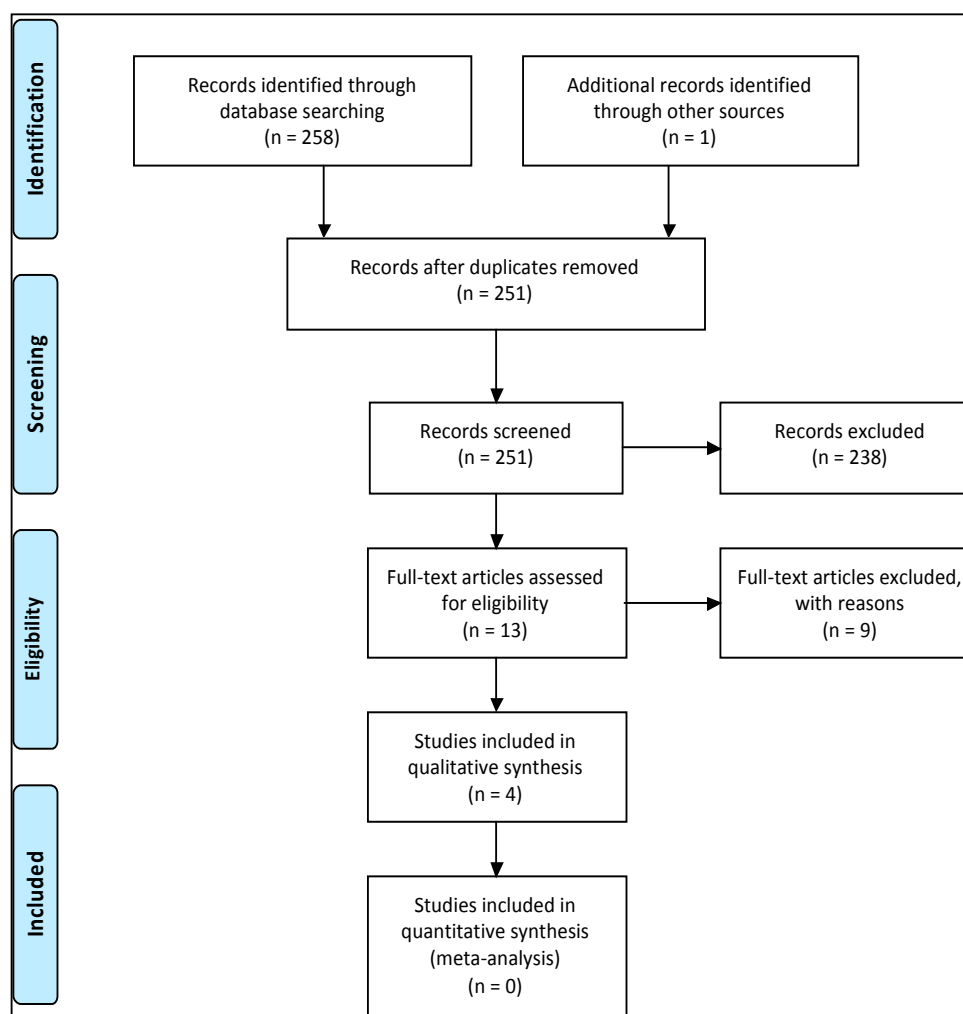 Identification
Records identified through
database searching
(n = 258)
Additional records identified
through other sources
(n = 1)
Records after duplicates removed
(n = 251)
Screening
Records screened
(n = 251)
Records excluded
(n = 238)
Eligibility
Full-text articles assessed
for eligibility
(n = 13)
Full-text articles excluded,
with reasons
(n = 9)
Studies included in
qualitative synthesis
(n = 4)
Included
Studies included in
quantitative synthesis
(meta-analysis)
(n = 0)